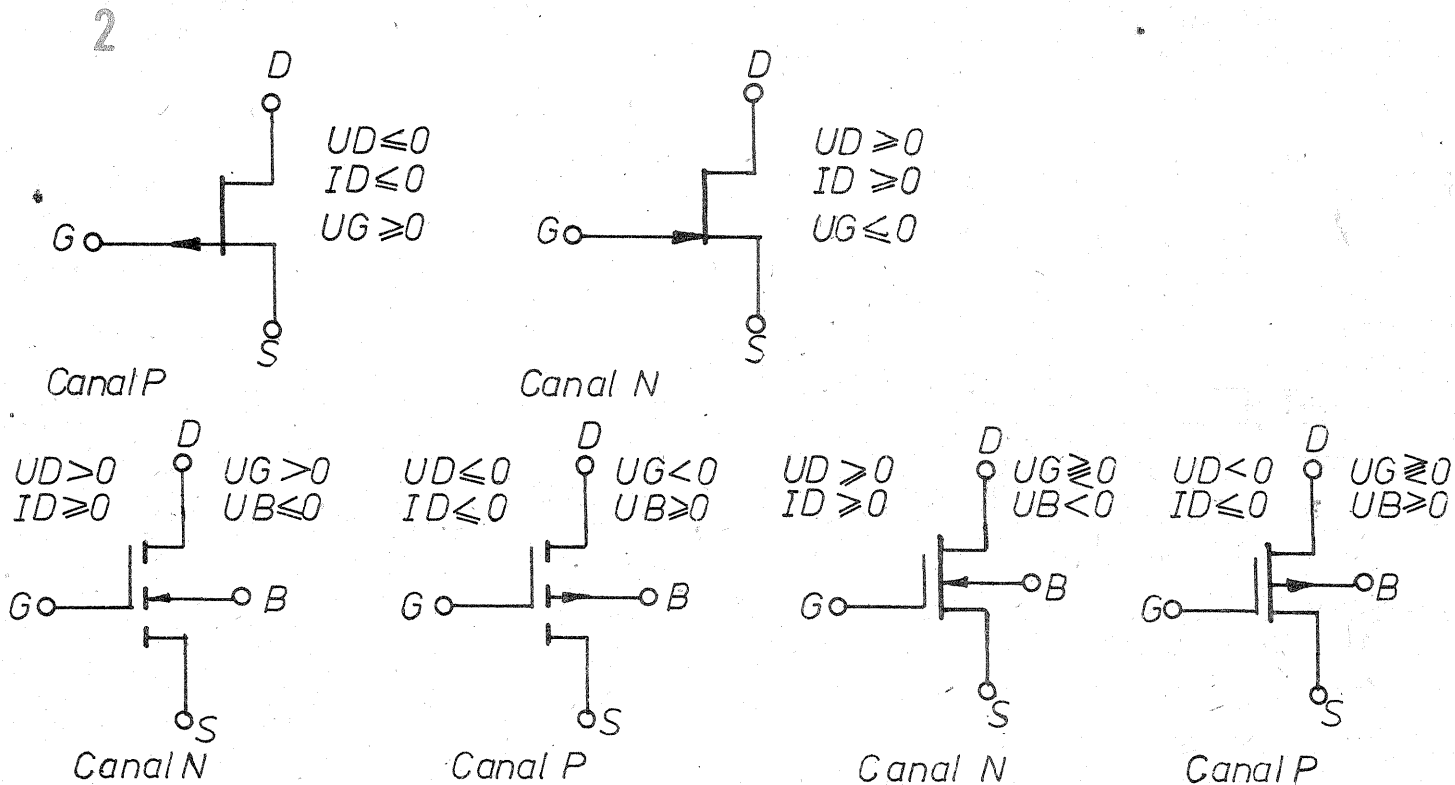 2
D
D
UD≤0
ID≤0
UG≥0
UD≥0
ID≥0
UG≤0
G
G
S
S
Canal P
Canal N
D
D
D
D
UD>0
UG>0
UD≤0
UG<0
UD≥0
UG≷0
UD<0
UG≷0
ID≥0
UB≤0
ID≤0
UB≥0
ID≥0
UB<0
ID≤0
UB≥0
G
B
G
B
G
B
G
B
S
S
S
S
Canal N
Canal P
Canal N
Canal P